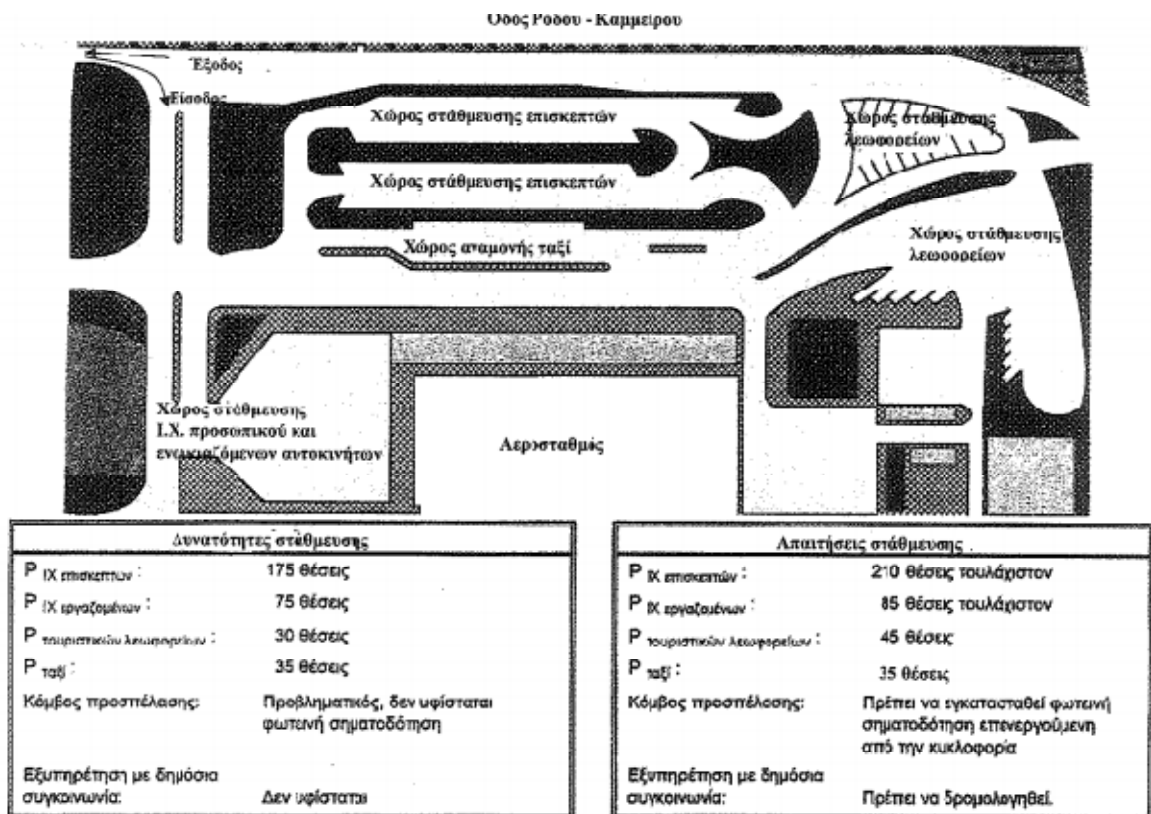 Οδός Ρόδου - Καμμείρου
Έξοδος
Είσοδος
Χώρος στάθμευσης επισκεπτών
Χώρος στάθμευσης
λεωφορείων
Χώρος στάθμευσης επισκεπτών
Χώρος αναμονής ταξί
Χώρος στάθμευσης
λεωφορείων
Χώρος στάθμευσης
Ι.Χ. προσωπικού και
ενοικιαζόμενων αυτοκινήτων
Αεροσταθμός
Δυνατότητες στάθμευσης
P ΙΧ επισκεπτών : 175 θέσεις
P ΙΧ εργαζομένων : 75 θέσεις
P τουριστικών λεωφορείων : 30 θέσεις
P ταξί : 35 θέσεις
Κόμβος προσπέλασης: Προβληματικός, δεν υφίσταται
φωτεινή σηματοδότηση
Εξυπηρέτηση με δημόσια
συγκοινωνία: Δεν υφίσταται
Απαιτήσεις στάθμευσης
P ΙΧ επισκεπτών : 210 θέσεις τουλάχιστον
P ΙΧ εργαζομένων : 85 θέσεις τουλάχιστον
P τουριστικών λεωφορείων : 45 θέσεις
P ταξί : 35 θέσεις
Κόμβος προσπέλασης: Πρέπει να εγκατασταθεί φωτεινή
σηματοδότηση επενεργούμενη
από την κυκλοφορία
Εξυπηρέτηση με δημόσια
συγκοινωνία: Πρέπει να δρομολογηθεί.